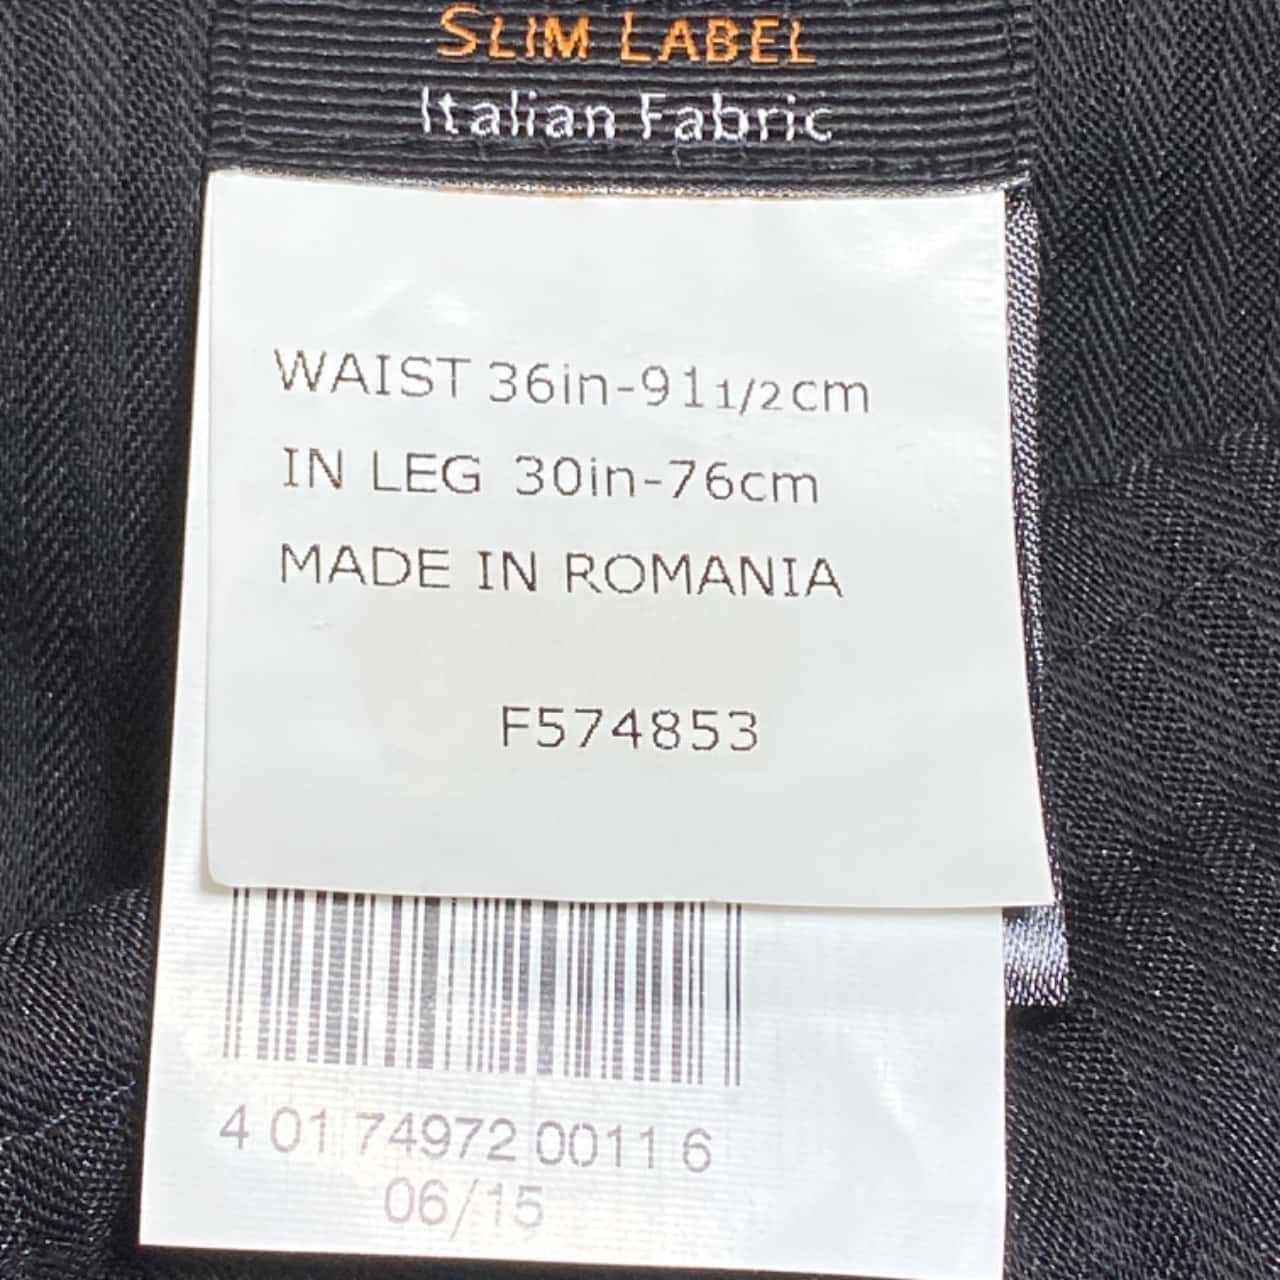 SLIM LABEL
Italian Fabric
WAIST 36in-91 1/2cm
IN LEG 30in-76cm
MADE IN ROMANIA
F574853
4 01 74972 0011 6
06/15